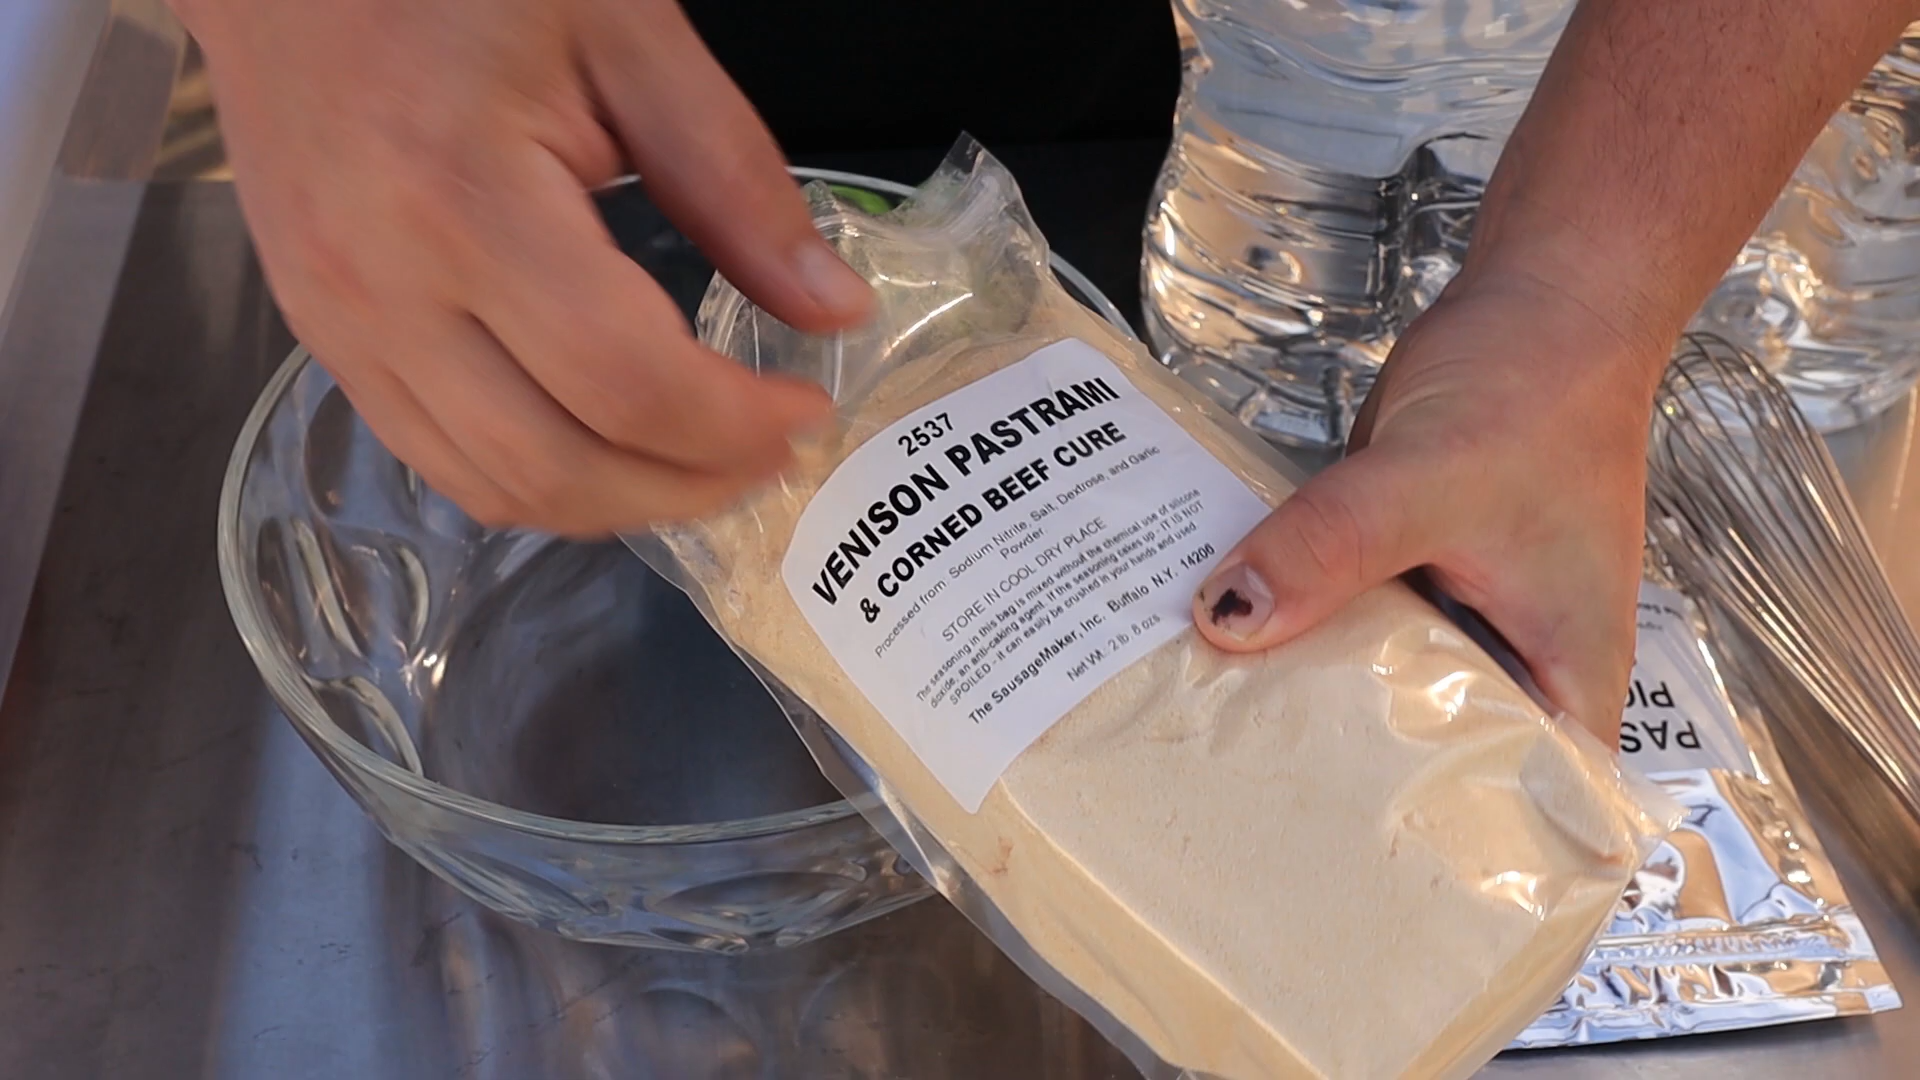 2537
VENISON PASTRAMI
& CORNED BEEF CURE
Processed from: Sodium Nitrite, Salt, Dextrose, and Garlic
Powder.
STORE IN COOL DRY PLACE
The seasoning in this bag is mixed without the chemical use of silicone
dioxide, an anti-caking agent. If the seasoning cakes up - IT IS NOT
SPOILED - it can easily be crushed in your hands and used.
The SausageMaker, Inc. Buffalo N.Y. 14206
Net Wt. 2 lb. 6 ozs.
PAS